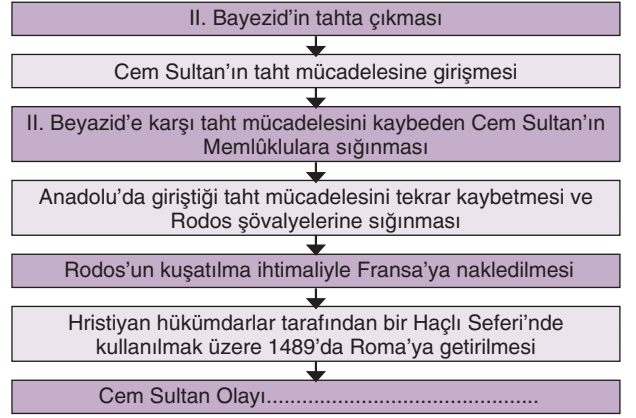 II. Bayezid’in tahta çıkması
Cem Sultan’ın taht mücadelesine girişmesi
II. Beyazid’e karşı taht mücadelesini kaybeden Cem Sultan’ın
Memlûklulara sığınması
Anadolu’da giriştiği taht mücadelesini tekrar kaybetmesi ve
Rodos şövalyelerine sığınması
Rodos’un kuşatılma ihtimaliyle Fransa’ya nakledilmesi
Hristiyan hükümdarlar tarafından bir Haçlı Seferi’nde
kullanılmak üzere 1489’da Roma’ya getirilmesi
Cem Sultan Olayı.............................................